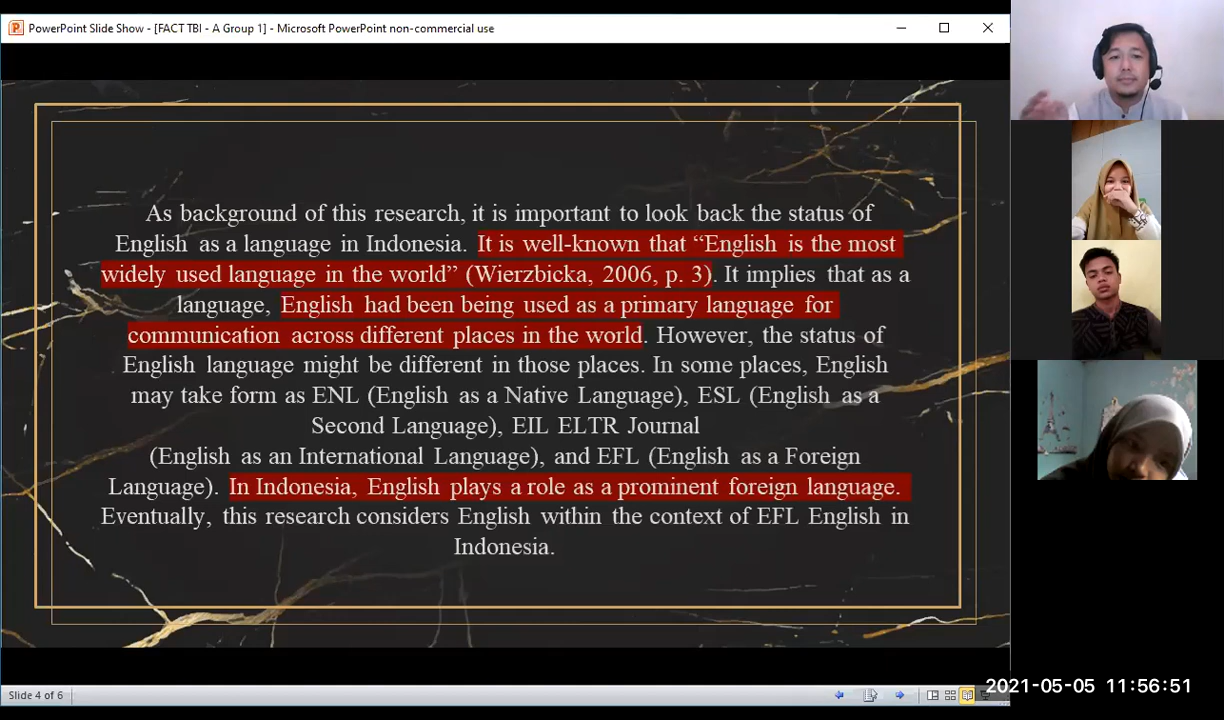 PowerPoint Slide Show - [FACT TBI - A Group 1] - Microsoft PowerPoint non-commercial use
As background of this research, it is important to look back the status of
English as a language in Indonesia. It is well-known that “English is the most
widely used language in the world” (Wierzbicka, 2006, p. 3). It implies that as a
language, English had been being used as a primary language for
communication across different places in the world. However, the status of
English language might be different in those places. In some places, English
may take form as ENL (English as a Native Language), ESL (English as a
Second Language), EIL ELTR Journal
(English as an International Language), and EFL (English as a Foreign
Language). In Indonesia, English plays a role as a prominent foreign language.
Eventually, this research considers English within the context of EFL English in
Indonesia.
Slide 4 of 6
2021-05-05 11:56:51